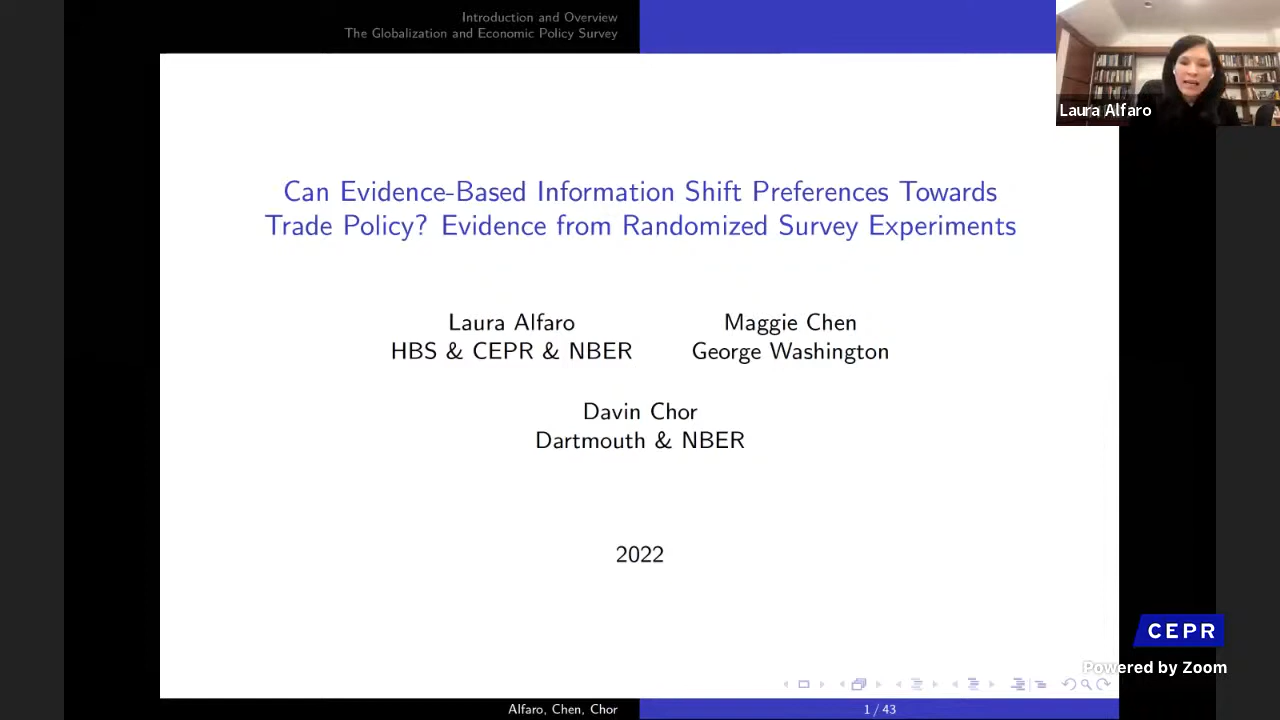 Introduction and Overview
The Globalization and Economic Policy Survey
Laura Alfaro
Can Evidence-Based Information Shift Preferences Towards
Trade Policy? Evidence from Randomized Survey Experiments
Laura Alfaro
HBS & CEPR & NBER
Maggie Chen
George Washington
Davin Chor
Dartmouth & NBER
2022
CEPR
Powered by Zoom
Alfaro, Chen, Chor
1 / 43